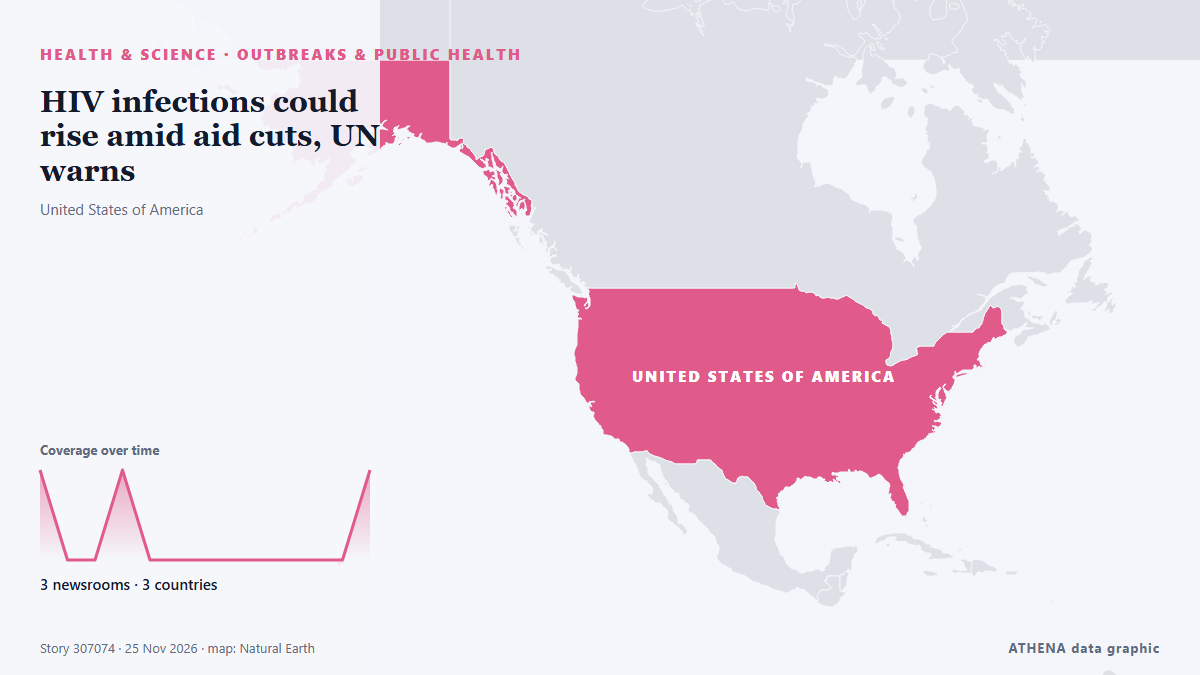 HEALTH & SCIENCE · OUTBREAKS & PUBLIC HEALTH
HIV infections could
rise amid aid cuts, UN
warns
United States of America
UNITED STATES OF AMERICA
Coverage over time
3 newsrooms · 3 countries
Story 307074 · 25 Nov 2026 · map: Natural Earth
ATHENA data graphic